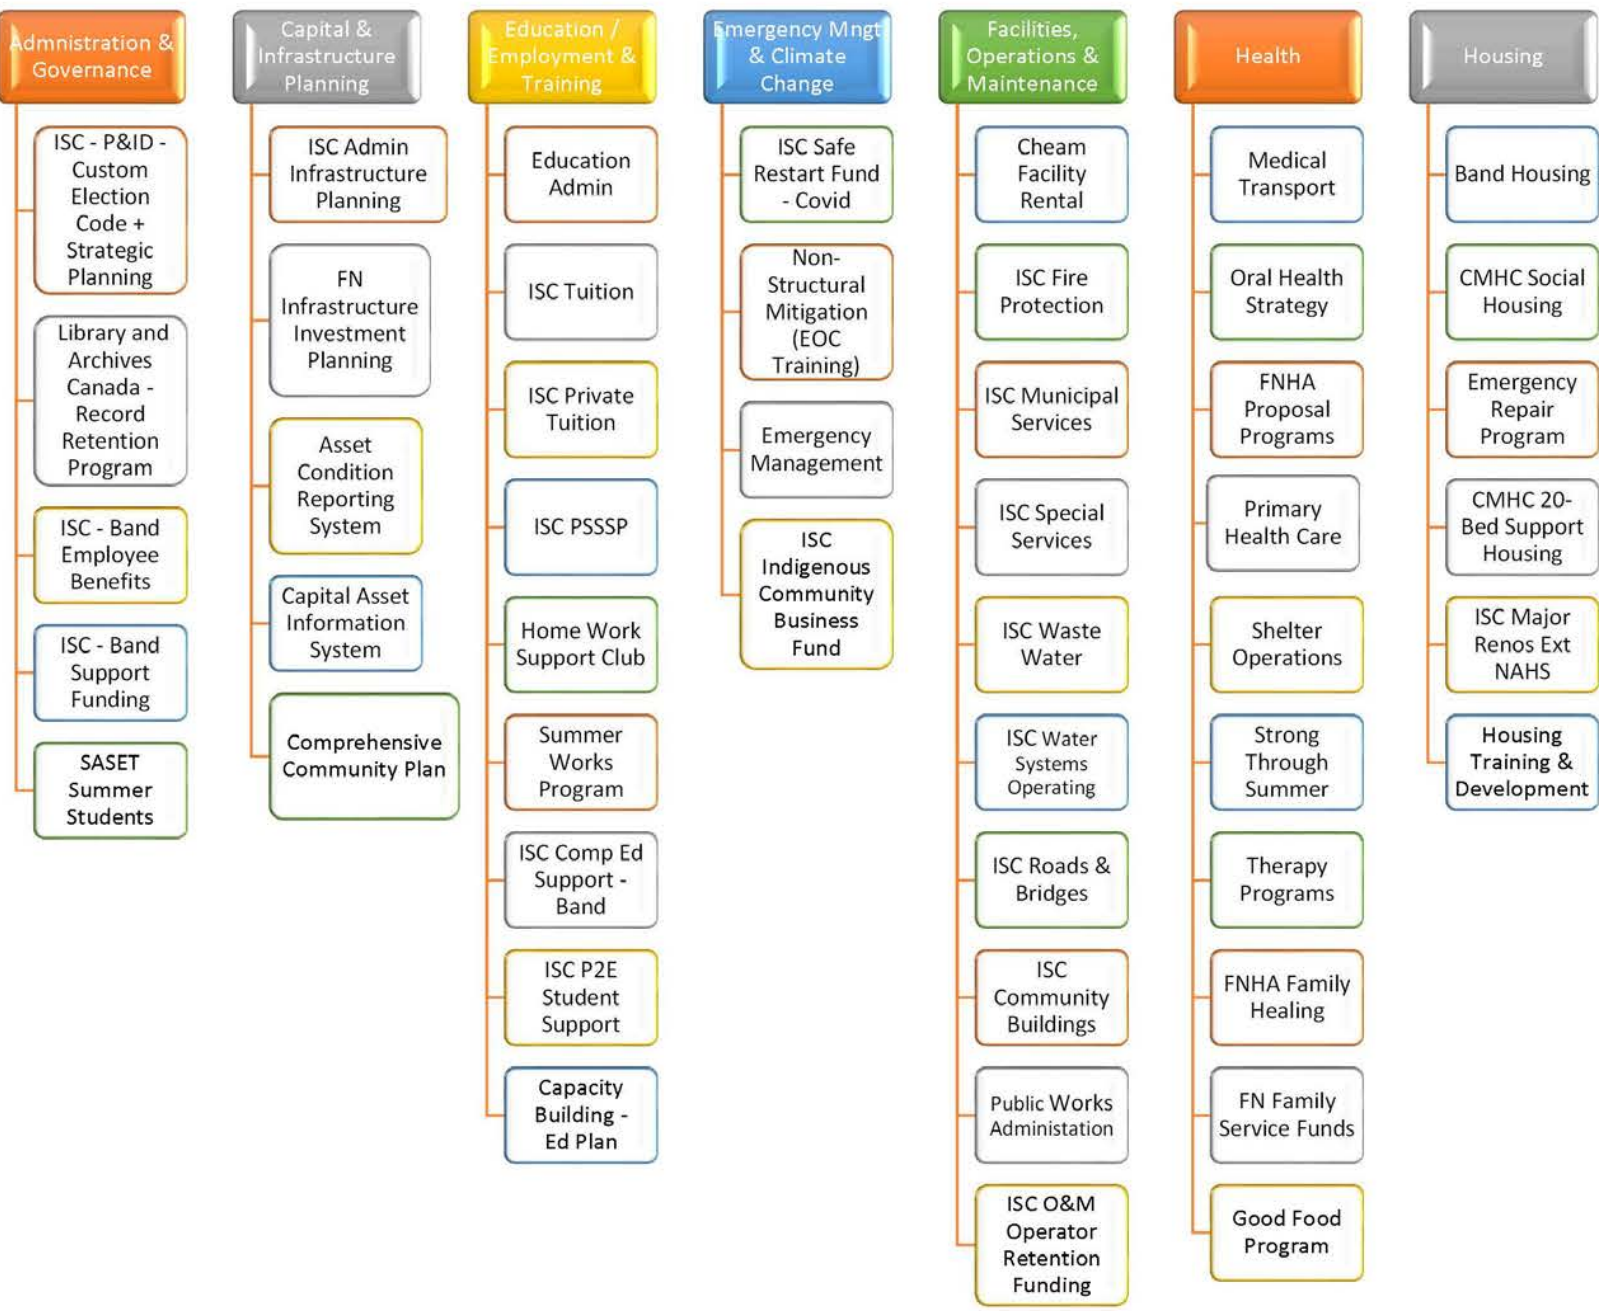 Admnistration &
Governance
ISC - P&ID -
Custom
Election
Code +
Strategic
Planning
Library and
Archives
Canada -
Record
Retention
Program
ISC - Band
Employee
Benefits
ISC - Band
Support
Funding
SASET
Summer
Students
Capital &
Infrastructure
Planning
ISC Admin
Infrastructure
Planning
FN
Infrastructure
Investment
Planning
Asset
Condition
Reporting
System
Capital Asset
Information
System
Comprehensive
Community Plan
Education /
Employment &
Training
Education
Admin
ISC Tuition
ISC Private
Tuition
ISC PSSSP
Home Work
Support Club
Summer
Works
Program
ISC Comp Ed
Support -
Band
ISC P2E
Student
Support
Capacity
Building -
Ed Plan
Emergency Mngt
& Climate
Change
ISC Safe
Restart Fund
- Covid
Non-
Structural
Mitigation
(EOC
Training)
Emergency
Management
ISC
Indigenous
Community
Business
Fund
Facilities,
Operations &
Maintenance
Cheam
Facility
Rental
ISC Fire
Protection
ISC Municipal
Services
ISC Special
Services
ISC Waste
Water
ISC Water
Systems
Operating
ISC Roads &
Bridges
ISC
Community
Buildings
Public Works
Administation
ISC O&M
Operator
Retention
Funding
Health
Medical
Transport
Oral Health
Strategy
FNHA
Proposal
Programs
Primary
Health Care
Shelter
Operations
Strong
Through
Summer
Therapy
Programs
FNHA Family
Healing
FN Family
Service Funds
Good Food
Program
Housing
Band Housing
CMHC Social
Housing
Emergency
Repair
Program
CMHC 20-
Bed Support
Housing
ISC Major
Renos Ext
NAHS
Housing
Training &
Development